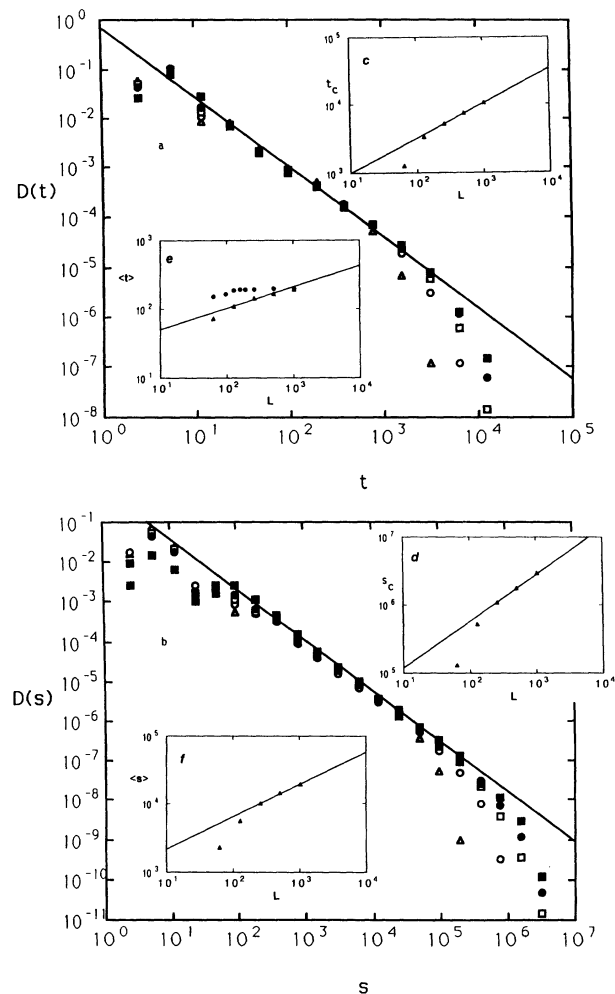 10^0
10^-1
10^-2
10^-3
10^-4
10^-5
10^-6
10^-7
10^-8
D(t)
a
10^0 10^1 10^2 10^3 10^4 10^5
t
c
10^5
t_c
10^4
10^3
10^1 10^2 10^3 10^4
L
e
10^3
<t>
10^2
10^1
10^1 10^2 10^3 10^4
L
10^-1
10^-2
10^-3
10^-4
10^-5
10^-6
10^-7
10^-8
10^-9
10^-10
10^-11
D(s)
b
10^0 10^1 10^2 10^3 10^4 10^5 10^6 10^7
s
d
10^7
s_c
10^6
10^5
10^1 10^2 10^3 10^4
L
f
10^5
<s>
10^4
10^3
10^1 10^2 10^3 10^4
L